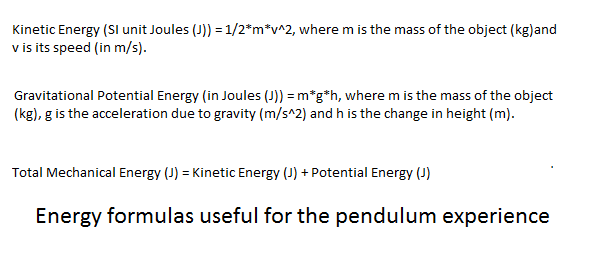 Kinetic Energy (SI unit Joules (J)) = 1/2*m*v^2, where m is the mass of the object (kg)and
v is its speed (in m/s).
Gravitational Potential Energy (in Joules (J)) = m*g*h, where m is the mass of the object
(kg), g is the acceleration due to gravity (m/s^2) and h is the change in height (m).
Total Mechanical Energy (J) = Kinetic Energy (J) + Potential Energy (J)
Energy formulas useful for the pendulum experience